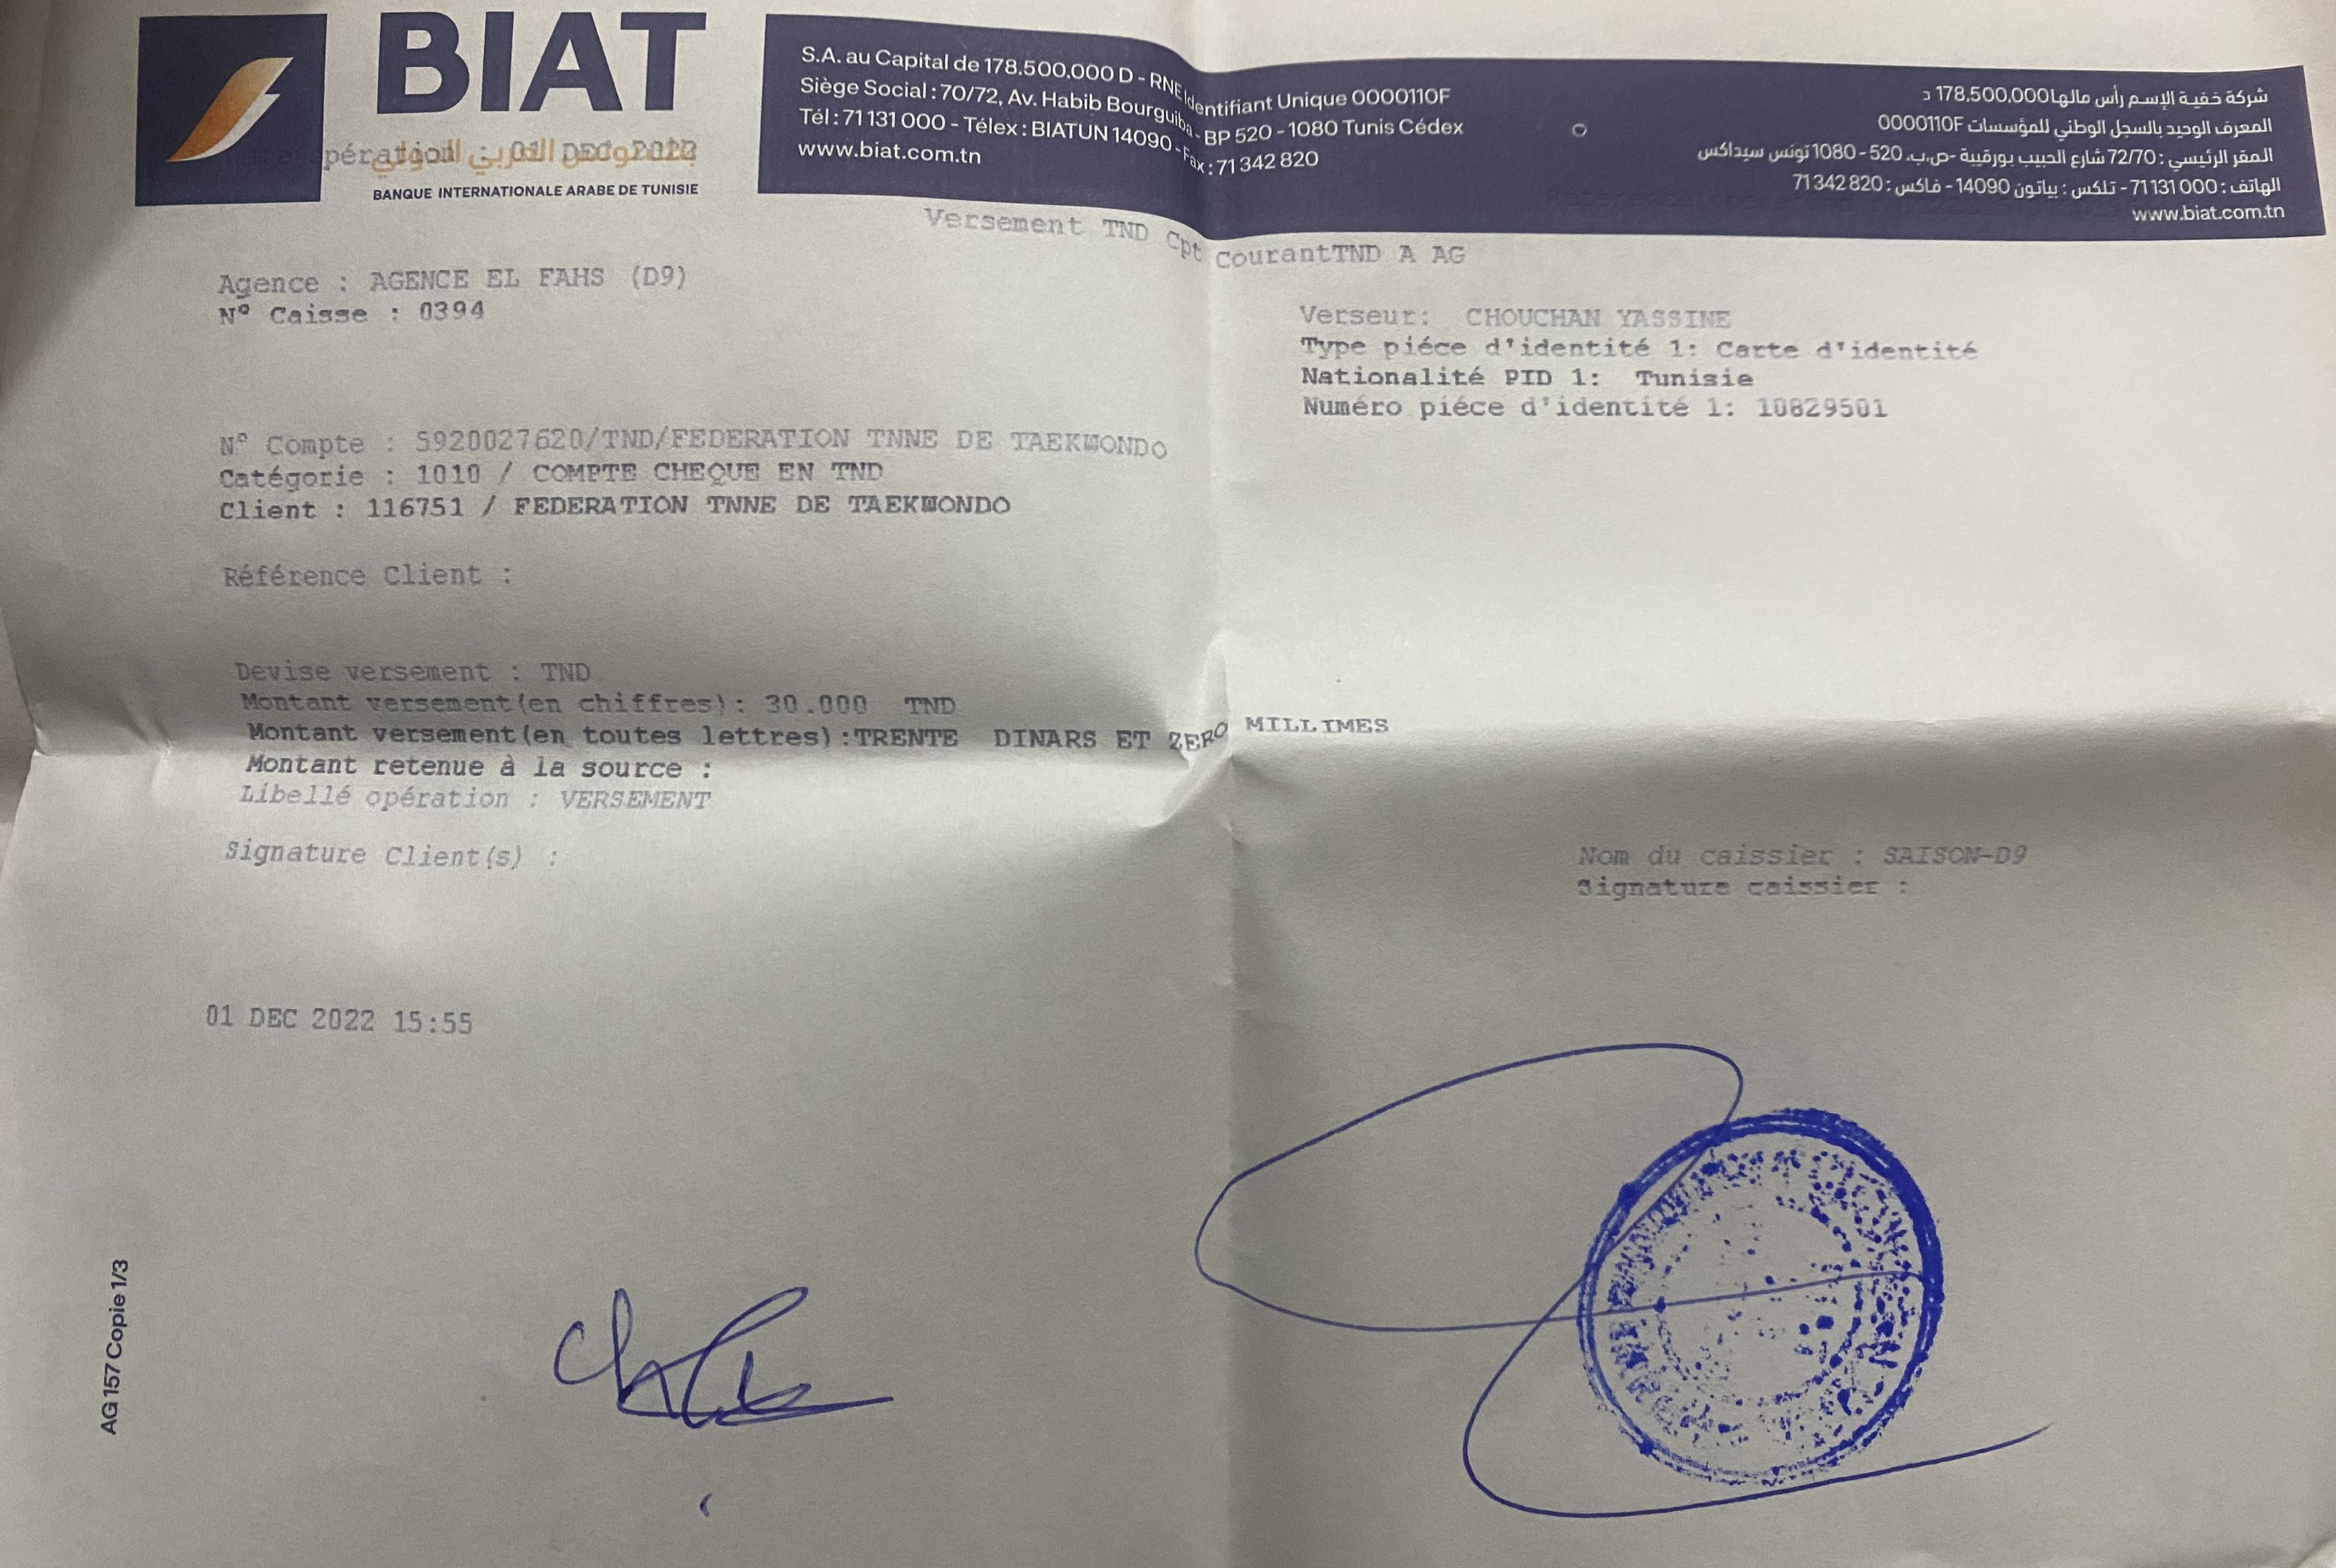 BIAT
BANQUE INTERNATIONALE ARABE DE TUNISIE
S.A. au Capital de 178.500.000 D - RNE Identifiant Unique 0000110F
Siège Social : 70/72, Av. Habib Bourguiba - BP 520 - 1080 Tunis Cédex
Tél : 71 131 000 - Télex : BIATUN 14090 - Fax : 71 342 820
www.biat.com.tn
شركة خفية الإسم رأس مالها 178.500.000 د
المعرف الوحيد بالسجل الوطني للمؤسسات 0000110F
المقر الرئيسي : 72/70 شارع الحبيب بورقيبة -ص.ب. 520 - 1080 تونس سيداكس
الهاتف : 71 131 000 - تلكس : بياتون 14090 - فاكس : 71 342 820
www.biat.com.tn
opération : 01 DEC 2022
Versement TND Cpt CourantTND A AG
Agence : AGENCE EL FAHS (D9)
N° Caisse : 0394
Verseur: CHOUCHAN YASSINE
Type piéce d'identité 1: Carte d'identité
Nationalité PID 1: Tunisie
Numéro piéce d'identité 1: 10829501
N° Compte : 5920027620/TND/FEDERATION TNNE DE TAEKWONDO
Catégorie : 1010 / COMPTE CHEQUE EN TND
Client : 116751 / FEDERATION TNNE DE TAEKWONDO
Référence Client :
Devise versement : TND
Montant versement(en chiffres): 30.000 TND
Montant versement(en toutes lettres):TRENTE DINARS ET ZERO MILLIMES
Montant retenue à la source :
Libellé opération : VERSEMENT
Signature Client(s) :
Nom du caissier : SAISON-D9
Signature caissier :
01 DEC 2022 15:55
AG 157 Copie 1/3